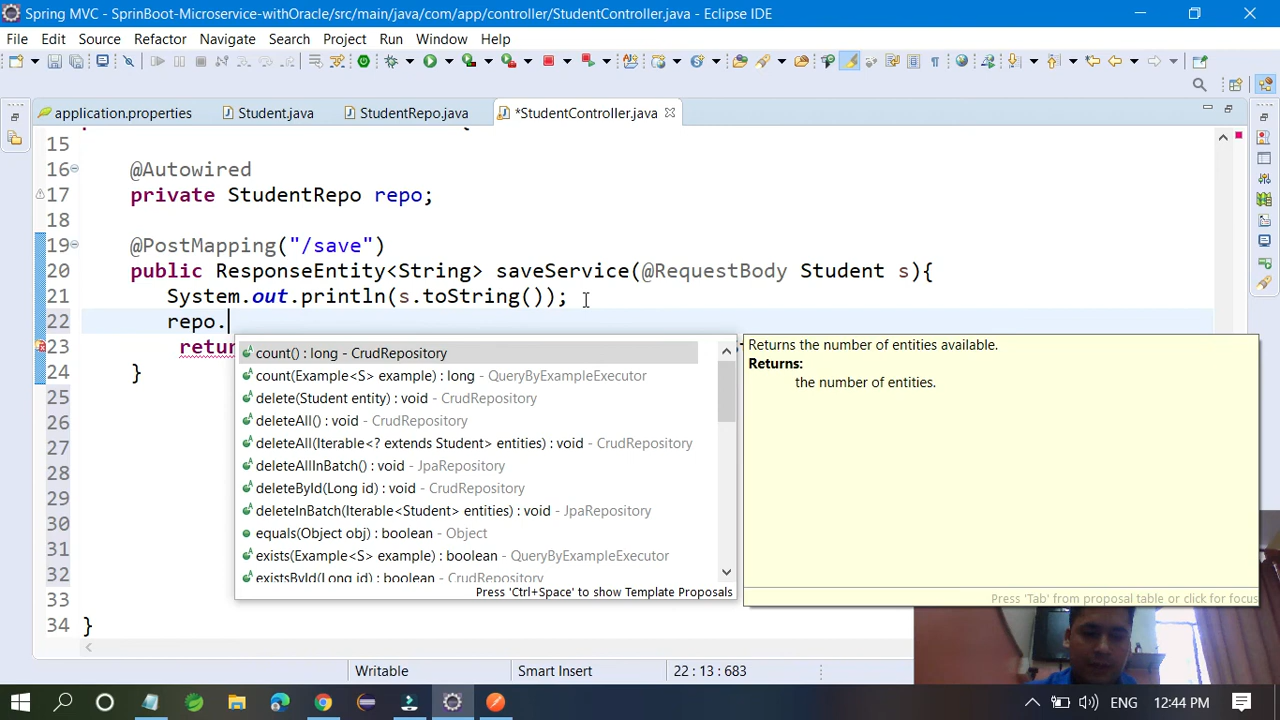 Spring MVC - SprinBoot-Microservice-withOracle/src/main/java/com/app/controller/StudentController.java - Eclipse IDE
File Edit Source Refactor Navigate Search Project Run Window Help
application.properties Student.java StudentRepo.java *StudentController.java
15
16 @Autowired
17 private StudentRepo repo;
18
19 @PostMapping("/save")
20 public ResponseEntity<String> saveService(@RequestBody Student s){
21 System.out.println(s.toString());
22 repo.
23 retur
24 }
25
26
27
28
29
30
31
32
33
34 }
count() : long - CrudRepository
count(Example<S> example) : long - QueryByExampleExecutor
delete(Student entity) : void - CrudRepository
deleteAll() : void - CrudRepository
deleteAll(Iterable<? extends Student> entities) : void - CrudRepository
deleteAllInBatch() : void - JpaRepository
deleteById(Long id) : void - CrudRepository
deleteInBatch(Iterable<Student> entities) : void - JpaRepository
equals(Object obj) : boolean - Object
exists(Example<S> example) : boolean - QueryByExampleExecutor
existsById(Long id) : boolean - CrudRepository
Press 'Ctrl+Space' to show Template Proposals
Returns the number of entities available.
Returns:
the number of entities.
Press 'Tab' from proposal table or click for focus
Writable Smart Insert 22 : 13 : 683
ENG 12:44 PM